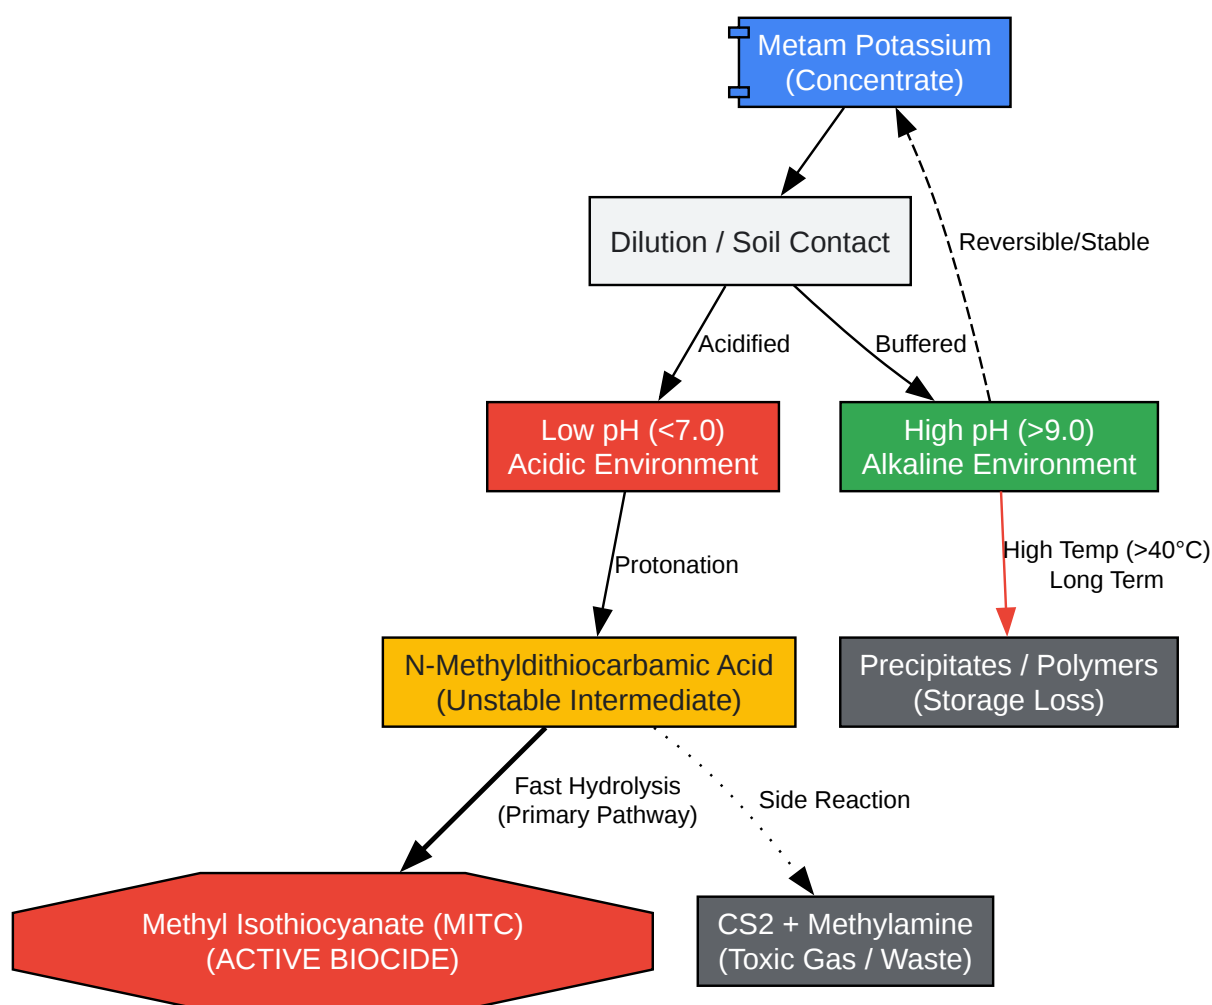 Metam Potassium
(Concentrate)
Dilution / Soil Contact
Reversible/Stable
Acidified
Buffered
Low pH (<7.0)
Acidic Environment
High pH (>9.0)
Alkaline Environment
Protonation
High Temp (>40°C)
Long Term
N-Methyldithiocarbamic Acid
(Unstable Intermediate)
Precipitates / Polymers
(Storage Loss)
Fast Hydrolysis
(Primary Pathway)
Side Reaction
Methyl Isothiocyanate (MITC)
(ACTIVE BIOCIDE)
CS2 + Methylamine
(Toxic Gas / Waste)